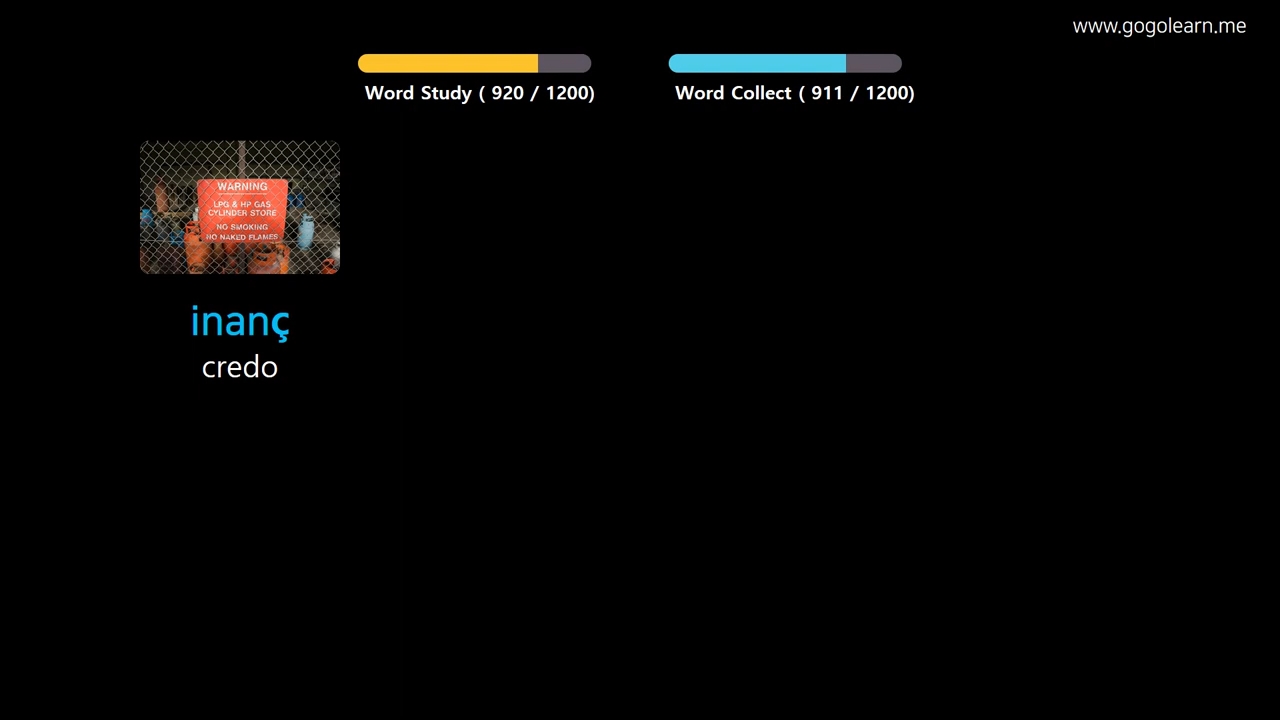 www.gogolearn.me
Word Study ( 920 / 1200)
Word Collect ( 911 / 1200)
WARNING
LPG & HP GAS
CYLINDER STORE
NO SMOKING
NO NAKED FLAMES
inanç
credo